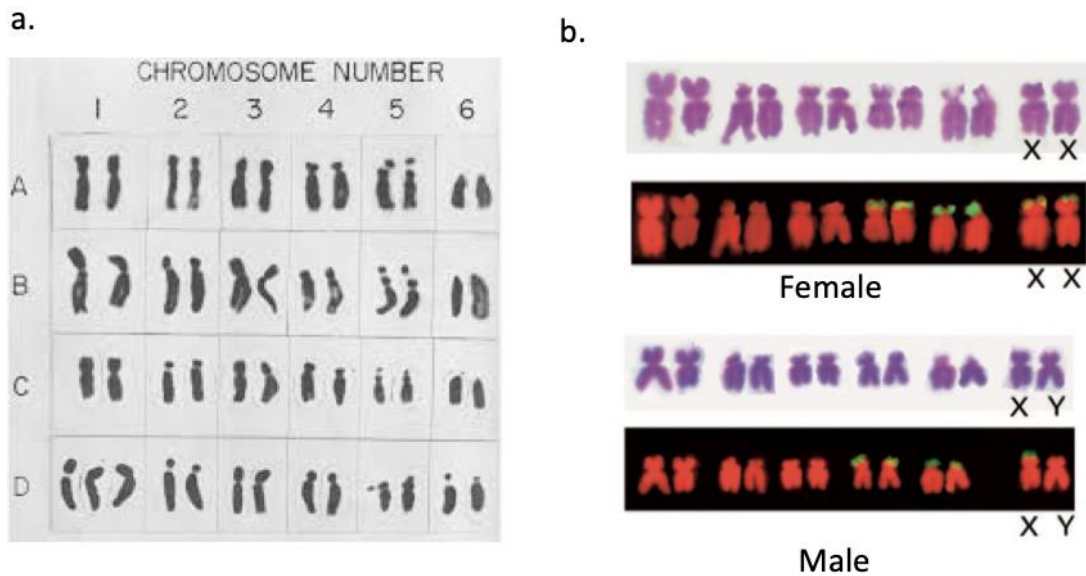 a.
CHROMOSOME NUMBER
1 2 3 4 5 6
A
B
C
D
b.
X X
X X
Female
X Y
X Y
Male